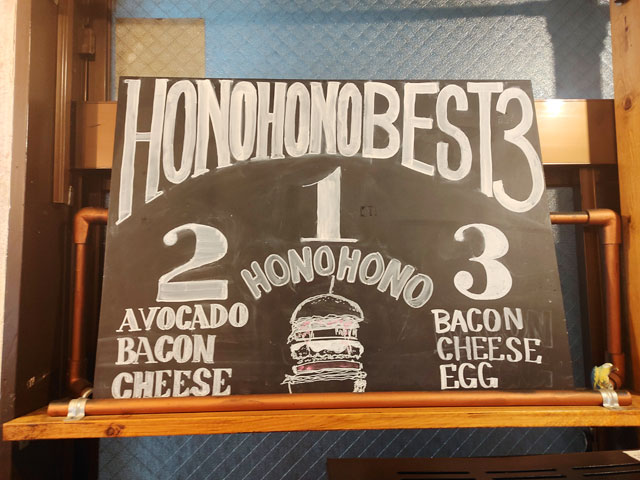 HONOHONOBEST3
1
HONOHONO
2
AVOCADO
BACON
CHEESE
3
BACON
CHEESE
EGG